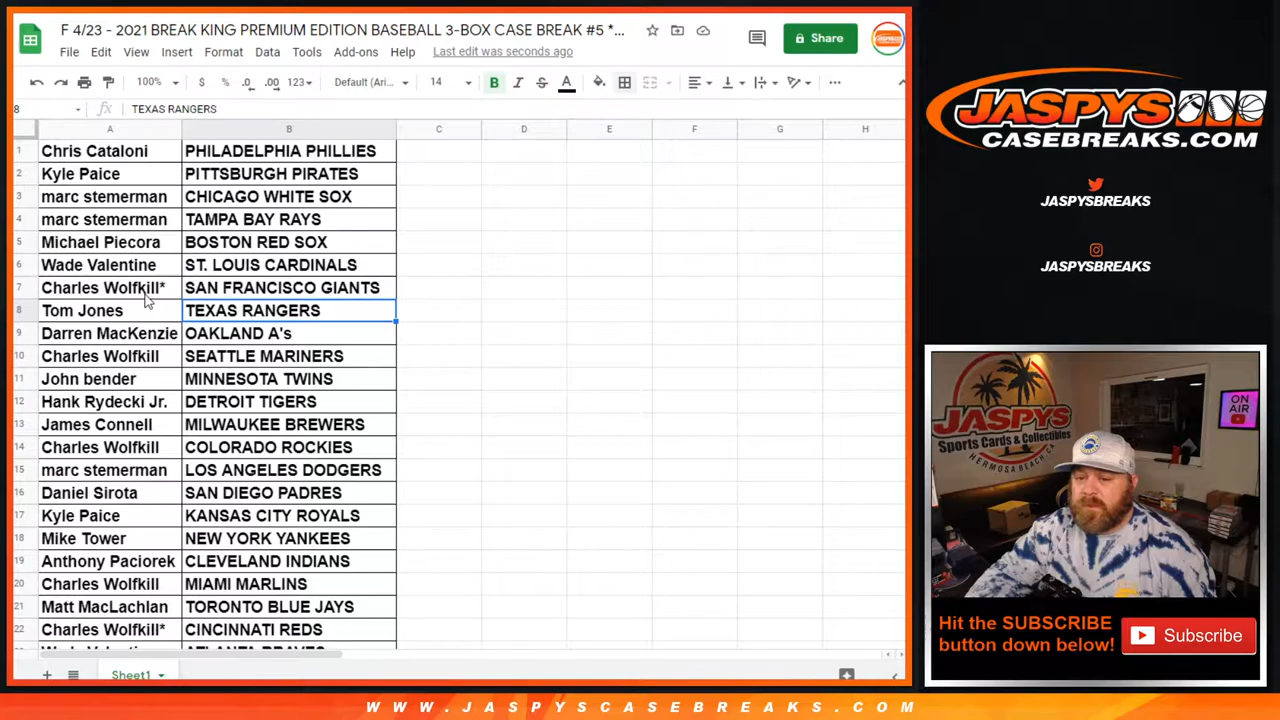 F 4/23 - 2021 BREAK KING PREMIUM EDITION BASEBALL 3-BOX CASE BREAK #5 *...
Share
File Edit View Insert Format Data Tools Add-ons Help Last edit was seconds ago
100% $ % .0 .00 123 Default (Ari... 14 B I S A
8 fx TEXAS RANGERS
A B C D E F G H
1 Chris Cataloni PHILADELPHIA PHILLIES
2 Kyle Paice PITTSBURGH PIRATES
3 marc stemerman CHICAGO WHITE SOX
4 marc stemerman TAMPA BAY RAYS
5 Michael Piecora BOSTON RED SOX
6 Wade Valentine ST. LOUIS CARDINALS
7 Charles Wolfkill* SAN FRANCISCO GIANTS
8 Tom Jones TEXAS RANGERS
9 Darren MacKenzie OAKLAND A's
10 Charles Wolfkill SEATTLE MARINERS
11 John bender MINNESOTA TWINS
12 Hank Rydecki Jr. DETROIT TIGERS
13 James Connell MILWAUKEE BREWERS
14 Charles Wolfkill COLORADO ROCKIES
15 marc stemerman LOS ANGELES DODGERS
16 Daniel Sirota SAN DIEGO PADRES
17 Kyle Paice KANSAS CITY ROYALS
18 Mike Tower NEW YORK YANKEES
19 Anthony Paciorek CLEVELAND INDIANS
20 Charles Wolfkill MIAMI MARLINS
21 Matt MacLachlan TORONTO BLUE JAYS
22 Charles Wolfkill* CINCINNATI REDS
Sheet1
JASPYS
CASEBREAKS.COM
JASPYSBREAKS
JASPYSBREAKS
JASPYS
Sports Cards & Collectibles
HERMOSA BEACH, CA
ON AIR
Hit the SUBSCRIBE
button down below!
Subscribe
WWW.JASPYSCASEBREAKS.COM